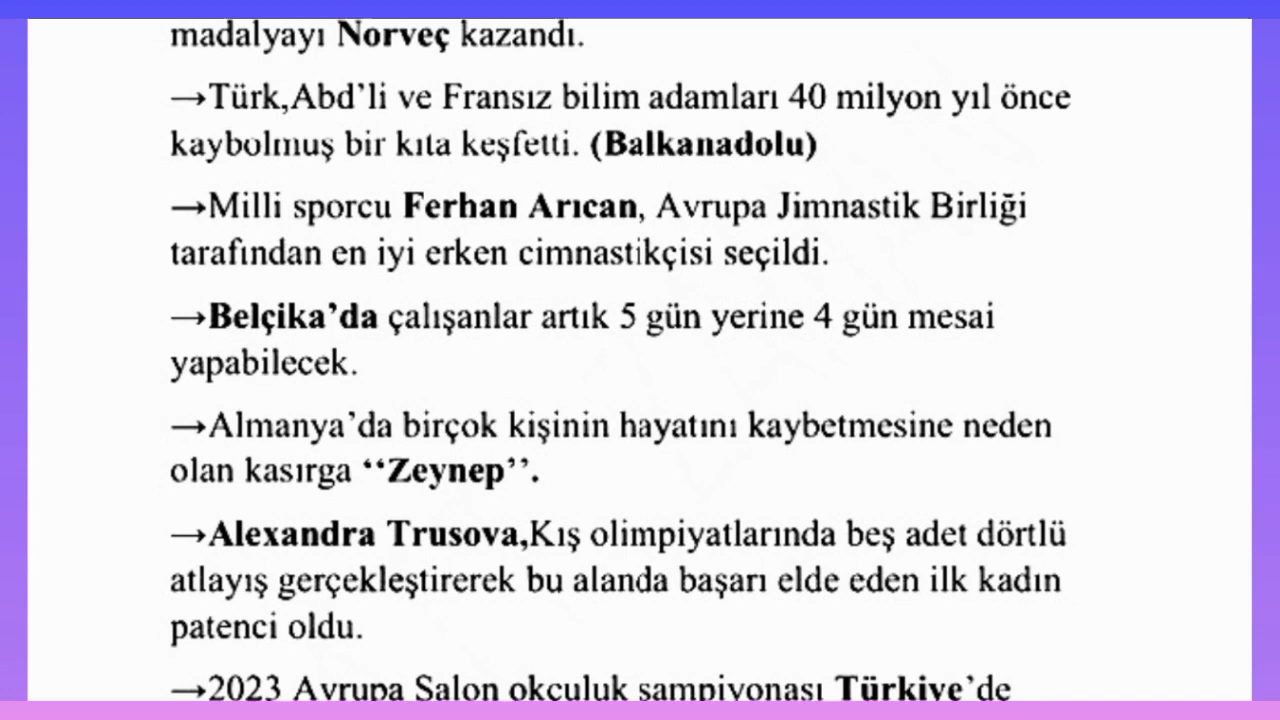 madalyayı Norveç kazandı.
→Türk,Abd’li ve Fransız bilim adamları 40 milyon yıl önce
kaybolmuş bir kıta keşfetti. (Balkanadolu)
→Milli sporcu Ferhan Arıcan, Avrupa Jimnastik Birliği
tarafından en iyi erken cimnastikçisi seçildi.
→Belçika’da çalışanlar artık 5 gün yerine 4 gün mesai
yapabilecek.
→Almanya’da birçok kişinin hayatını kaybetmesine neden
olan kasırga ‘‘Zeynep’’.
→Alexandra Trusova,Kış olimpiyatlarında beş adet dörtlü
atlayış gerçekleştirerek bu alanda başarı elde eden ilk kadın
patenci oldu.
→2023 Avrupa Salon okçuluk şampiyonası Türkiye’de